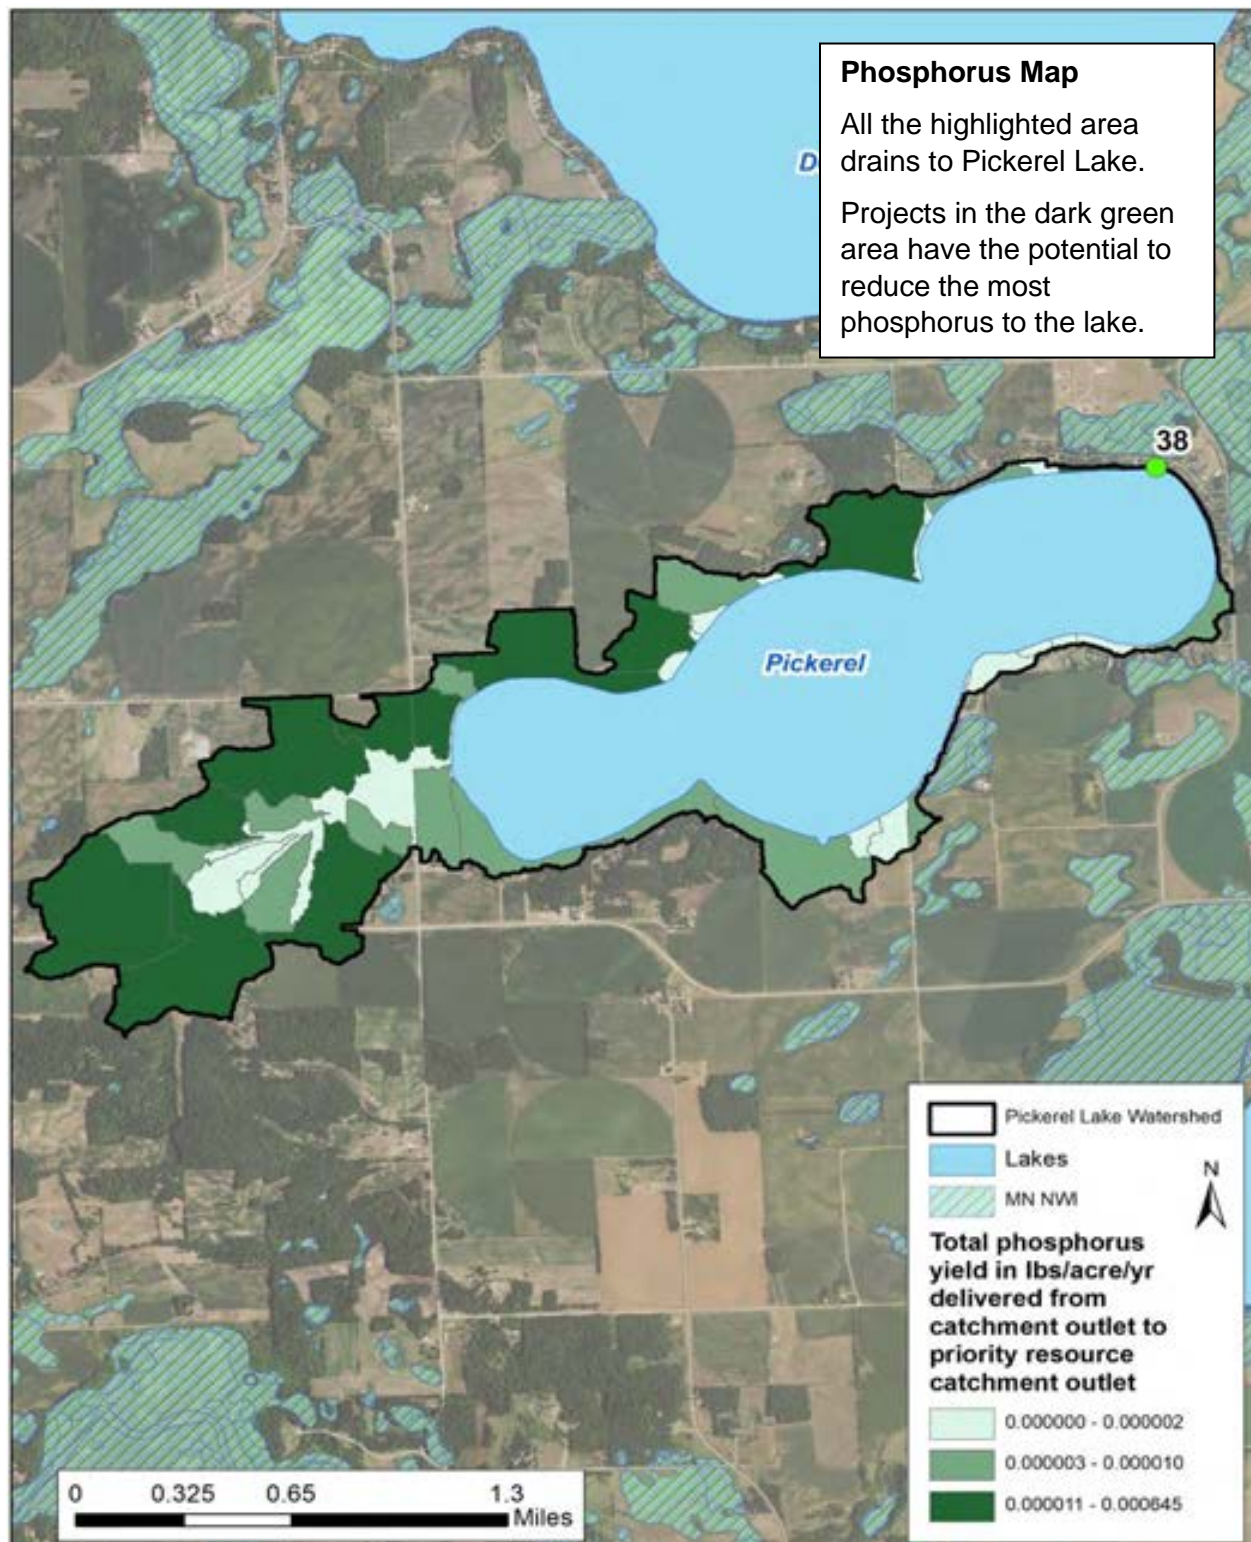 Phosphorus Map
All the highlighted area
drains to Pickerel Lake.
Projects in the dark green
area have the potential to
reduce the most
phosphorus to the lake.
38
Pickerel
Pickerel Lake Watershed
Lakes
MN NWI
N
Total phosphorus
yield in lbs/acre/yr
delivered from
catchment outlet to
priority resource
catchment outlet
0.000000 - 0.000002
0.000003 - 0.000010
0.000011 - 0.000645
0 0.325 0.65 1.3
Miles